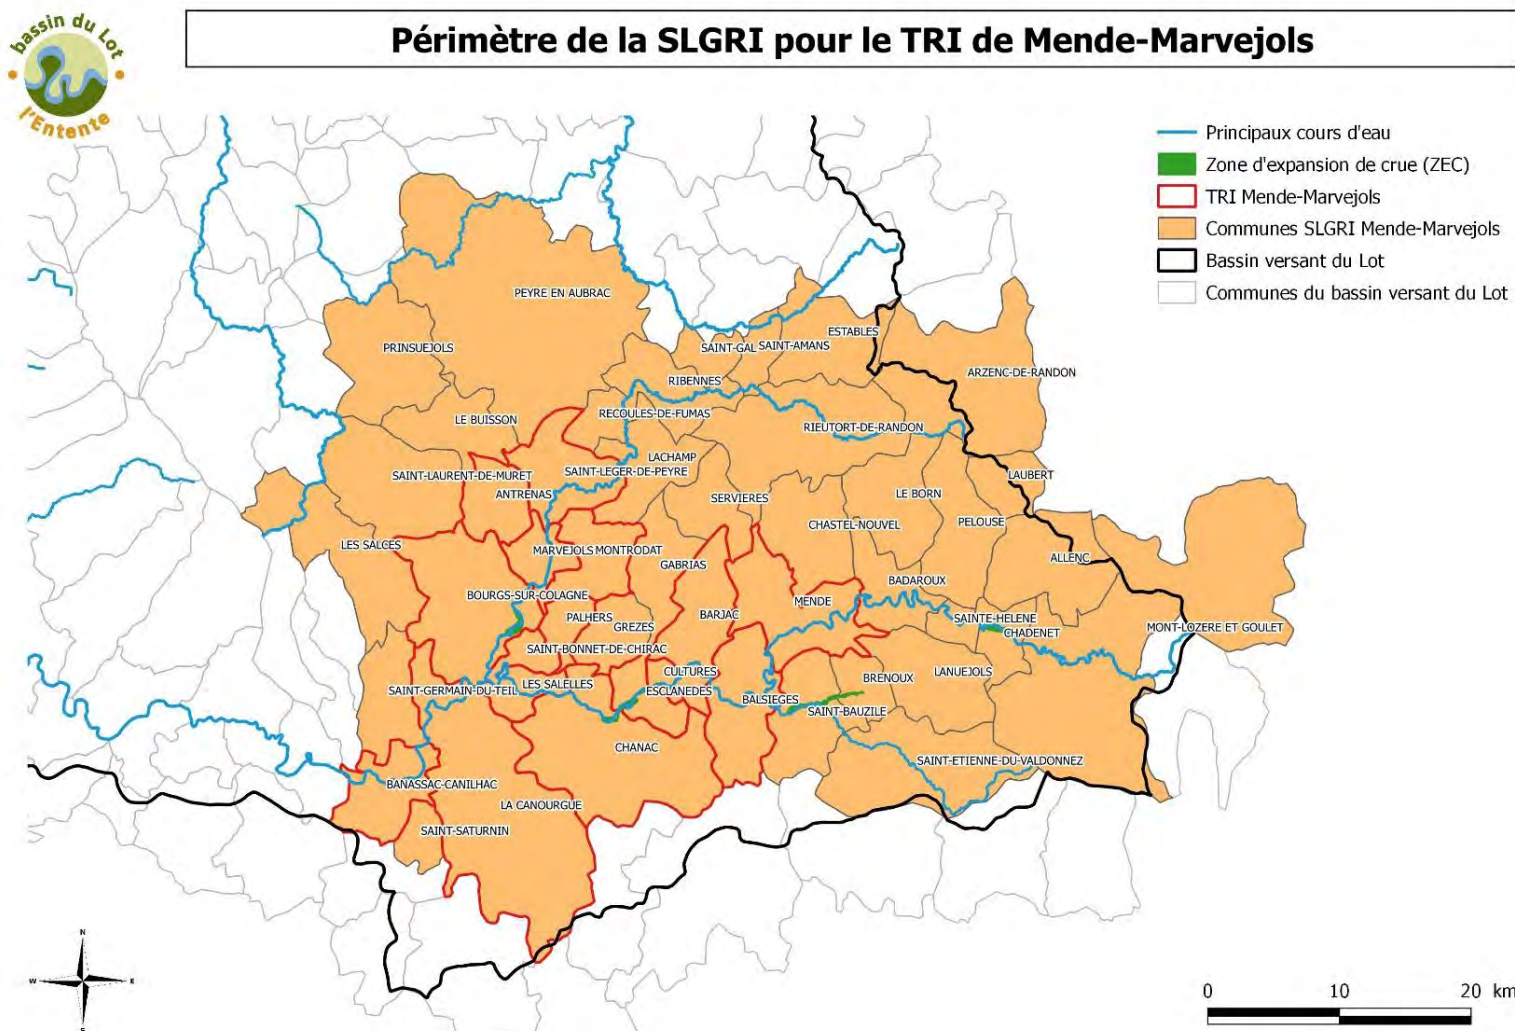 bassin du Lot
l'Entente
Périmètre de la SLGRI pour le TRI de Mende-Marvejols
Principaux cours d'eau
Zone d'expansion de crue (ZEC)
TRI Mende-Marvejols
Communes SLGRI Mende-Marvejols
Bassin versant du Lot
Communes du bassin versant du Lot
PEYRE EN AUBRAC
ESTABLES
PRINSUEJOLS
SAINT-GAL
SAINT-AMANS
ARZENC-DE-RANDON
RIBENNES
LE BUISSON
RECOULES-DE-FUMAS
RIEUTORT-DE-RANDON
LACHAMP
SAINT-LAURENT-DE-MURET
SAINT-LEGER-DE-PEYRE
LAUBERT
ANTRENAS
SERVIERES
LE BORN
CHASTEL-NOUVEL
PELOUSE
LES SALCES
MARVEJOLS
MONTRODAT
ALLENC
GABRIAS
BADAROUX
BOURGS-SUR-COLAGNE
MENDE
PALHERS
BARJAC
SAINTE-HELENE
GREZES
CHADENET
MONT-LOZERE ET GOULET
SAINT-BONNET-DE-CHIRAC
CULTURES
LANUEJOLS
BRENOUX
LES SALELLES
SAINT-GERMAIN-DU-TEIL
ESCLANEDES
BALSIEGES
SAINT-BAUZILE
CHANAC
SAINT-ETIENNE-DU-VALDONNEZ
BANASSAC-CANILHAC
LA CANOURGUE
SAINT-SATURNIN
N
W
E
S
0 10 20 km